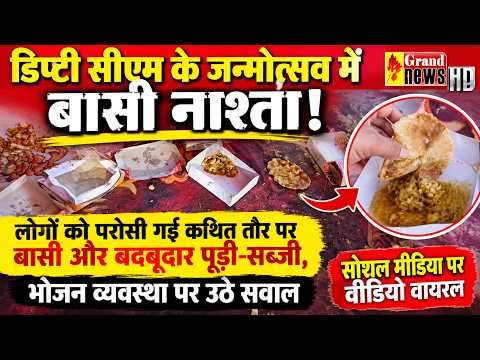 डिप्टी सीएम के जन्मोत्सव में
बासी नाश्ता!
Grand
news HD
लोगों को परोसी गई कथित तौर पर
बासी और बदबूदार पूड़ी-सब्जी,
भोजन व्यवस्था पर उठे सवाल
सोशल मीडिया पर
वीडियो वायरल